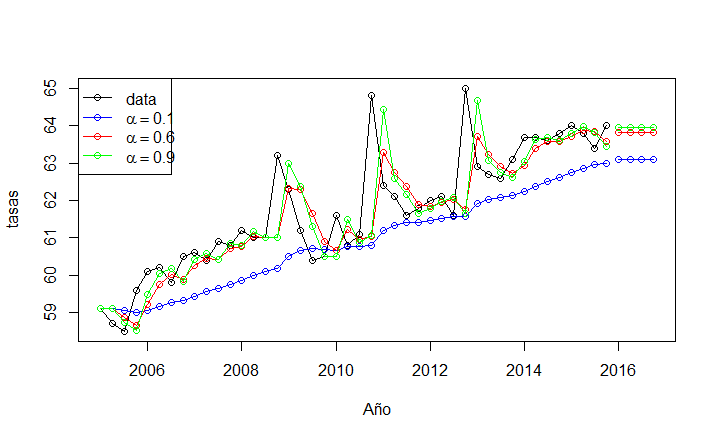 data
α = 0.1
α = 0.6
α = 0.9
tasas
65
64
63
62
61
60
59
2006
2008
2010
2012
2014
2016
Año